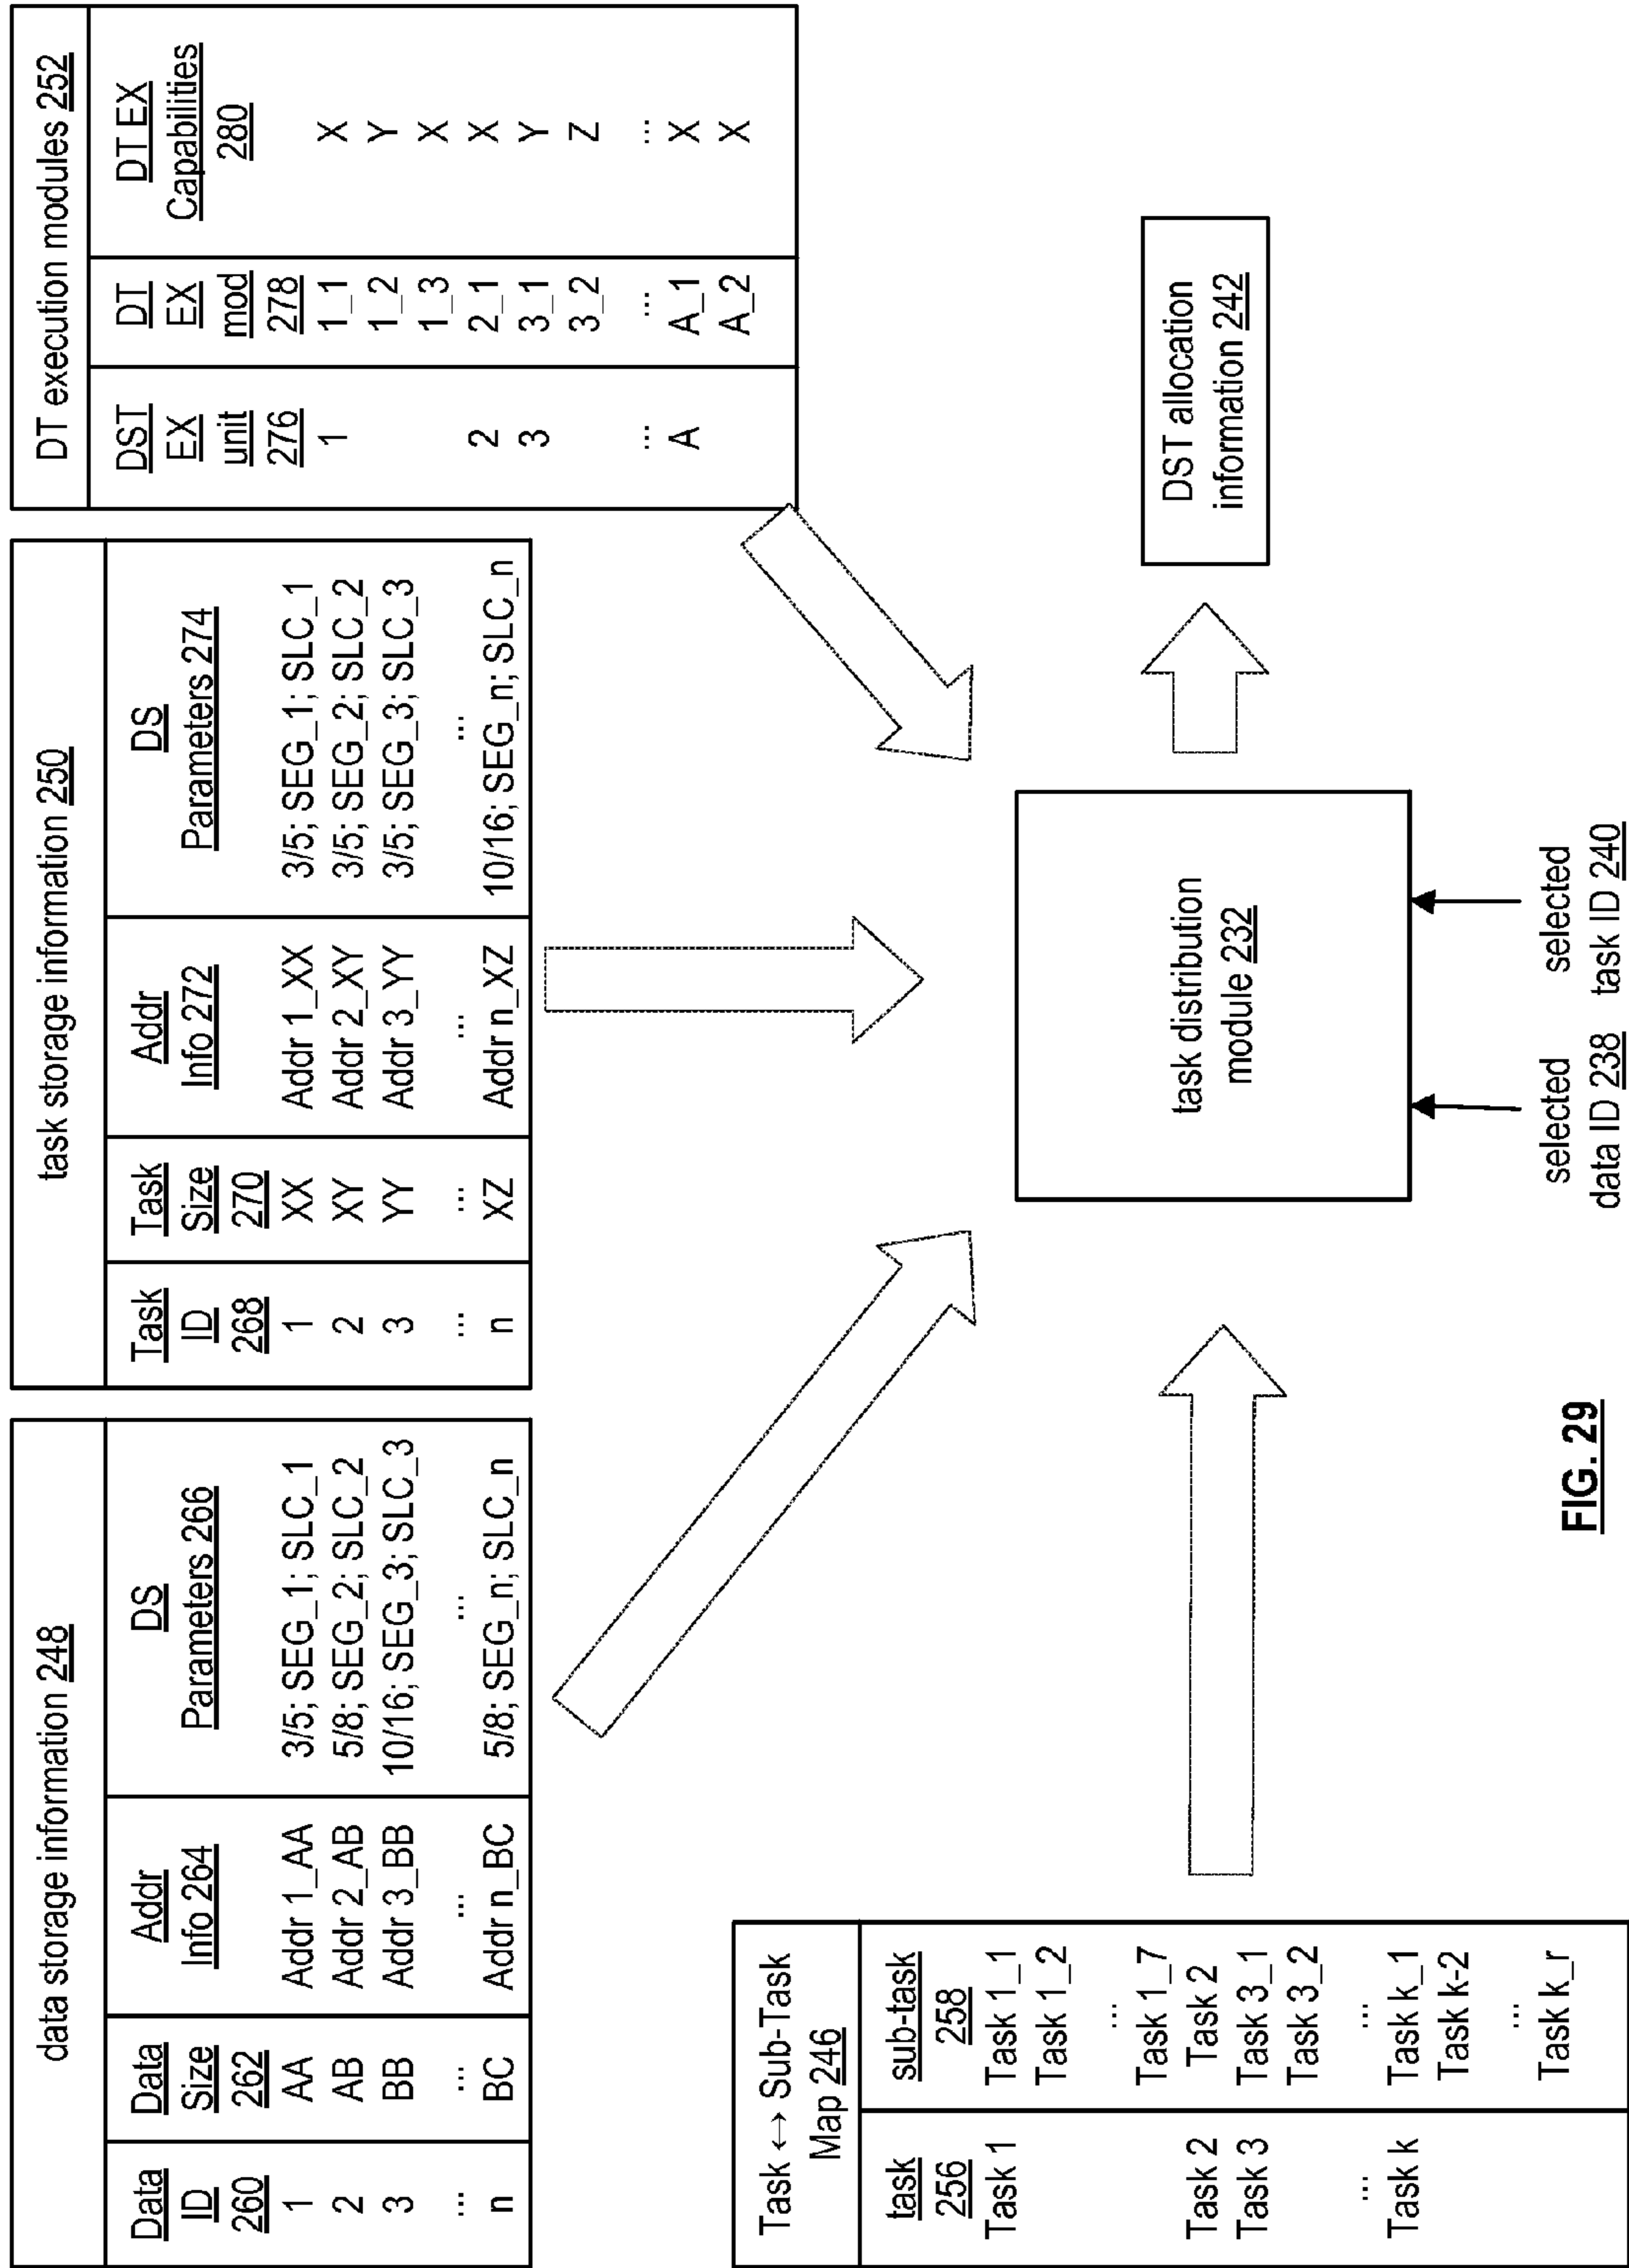 data storage information 248
Data ID 260 Data Size 262 Addr Info 264 DS Parameters 266
1 AA Addr 1_AA 3/5; SEG_1; SLC_1
2 AB Addr 2_AB 5/8; SEG_2; SLC_2
3 BB Addr 3_BB 10/16; SEG_3; SLC_3
... ... ... ...
n BC Addr n_BC 5/8; SEG_n; SLC_n
task storage information 250
Task ID 268 Task Size 270 Addr Info 272 DS Parameters 274
1 XX Addr 1_XX 3/5; SEG_1; SLC_1
2 XY Addr 2_XY 3/5; SEG_2; SLC_2
3 YY Addr 3_YY 3/5; SEG_3; SLC_3
... ... ... ...
n XZ Addr n_XZ 10/16; SEG_n; SLC_n
DT execution modules 252
DST EX unit 276 DT EX mod 278 DT EX Capabilities 280
1 1_1 X
1_2 Y
1_3 X
2 2_1 X
3 3_1 Y
3_2 Z
... ... ...
A A_1 X
A_2 X
Task ↔ Sub-Task
Map 246
task 256 sub-task 258
Task 1 Task 1_1
Task 1_2
...
Task 1_7
Task 2 Task 2
Task 3 Task 3_1
Task 3_2
... ...
Task k Task k_1
Task k-2
...
Task k_r
task distribution
module 232
DST allocation
information 242
selected
data ID 238
selected
task ID 240
FIG. 29